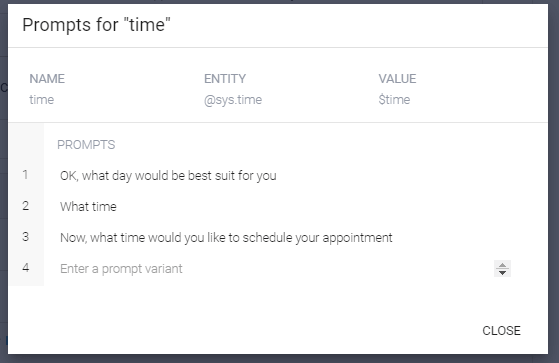 Prompts for "time"
NAME ENTITY VALUE
time @sys.time $time
PROMPTS
1 OK, what day would be best suit for you
2 What time
3 Now, what time would you like to schedule your appointment
4 Enter a prompt variant
CLOSE